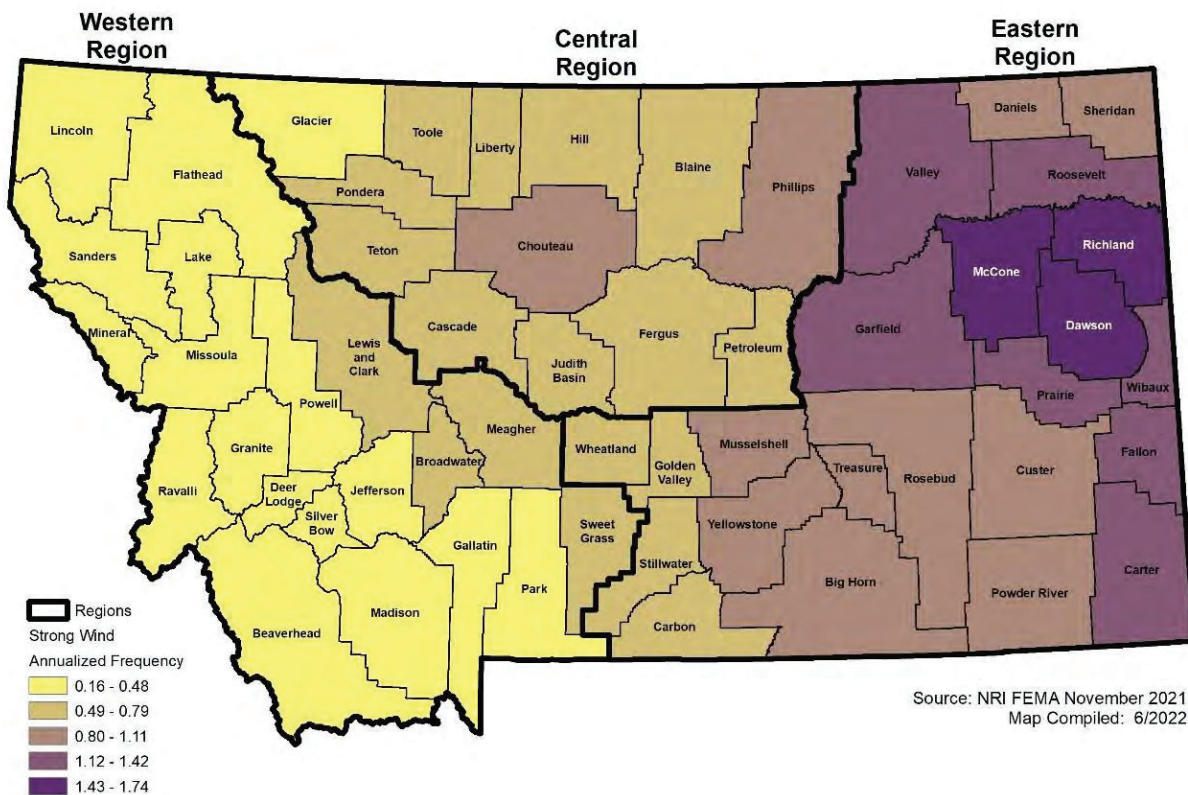 Western
Region
Central
Region
Eastern
Region
Lincoln
Flathead
Glacier
Toole
Liberty
Hill
Blaine
Phillips
Valley
Daniels
Sheridan
Roosevelt
Pondera
Teton
Chouteau
Sanders
Lake
McCone
Richland
Mineral
Missoula
Lewis
and
Clark
Cascade
Judith
Basin
Fergus
Petroleum
Garfield
Dawson
Prairie
Wibaux
Powell
Granite
Ravalli
Deer
Lodge
Silver
Bow
Jefferson
Broadwater
Meagher
Wheatland
Golden
Valley
Musselshell
Treasure
Rosebud
Custer
Fallon
Gallatin
Park
Sweet
Grass
Stillwater
Yellowstone
Big Horn
Powder River
Carter
Beaverhead
Madison
Carbon
Regions
Strong Wind
Annualized Frequency
0.16 - 0.48
0.49 - 0.79
0.80 - 1.11
1.12 - 1.42
1.43 - 1.74
Source: NRI FEMA November 2021
Map Compiled: 6/2022